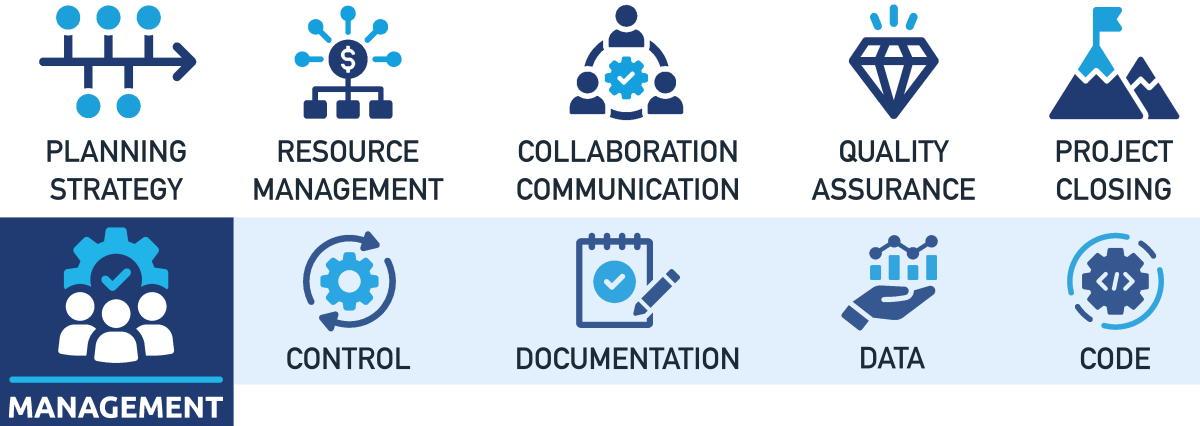 $
PLANNING
STRATEGY
RESOURCE
MANAGEMENT
COLLABORATION
COMMUNICATION
QUALITY
ASSURANCE
PROJECT
CLOSING
</>
CONTROL
DOCUMENTATION
DATA
CODE
MANAGEMENT